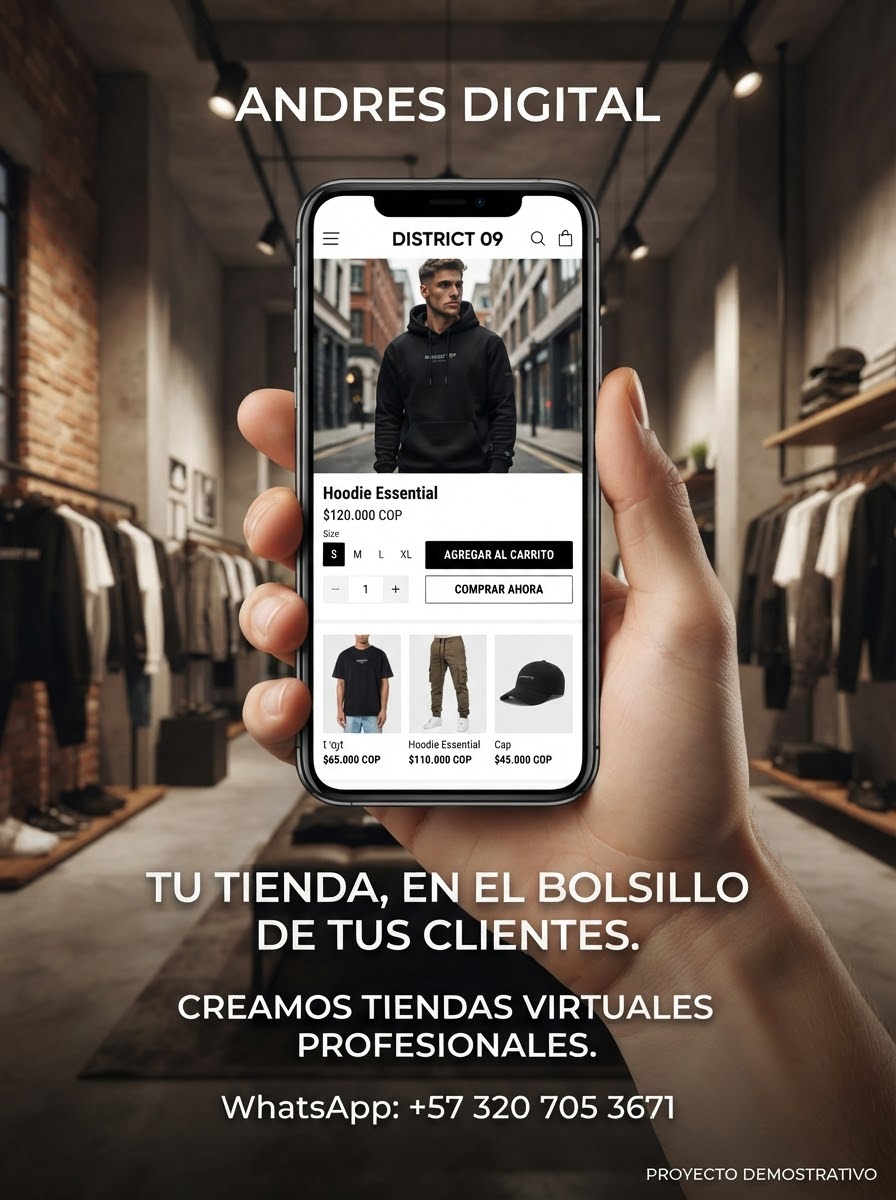 ANDRES DIGITAL
DISTRICT 09
Hoodie Essential
$120.000 COP
Size
S M L XL
AGREGAR AL CARRITO
1
COMPRAR AHORA
Hoodie Essential
Cap
$65.000 COP
$110.000 COP
$45.000 COP
TU TIENDA, EN EL BOLSILLO
DE TUS CLIENTES.
CREAMOS TIENDAS VIRTUALES
PROFESIONALES.
WhatsApp: +57 320 705 3671
PROYECTO DEMOSTRATIVO